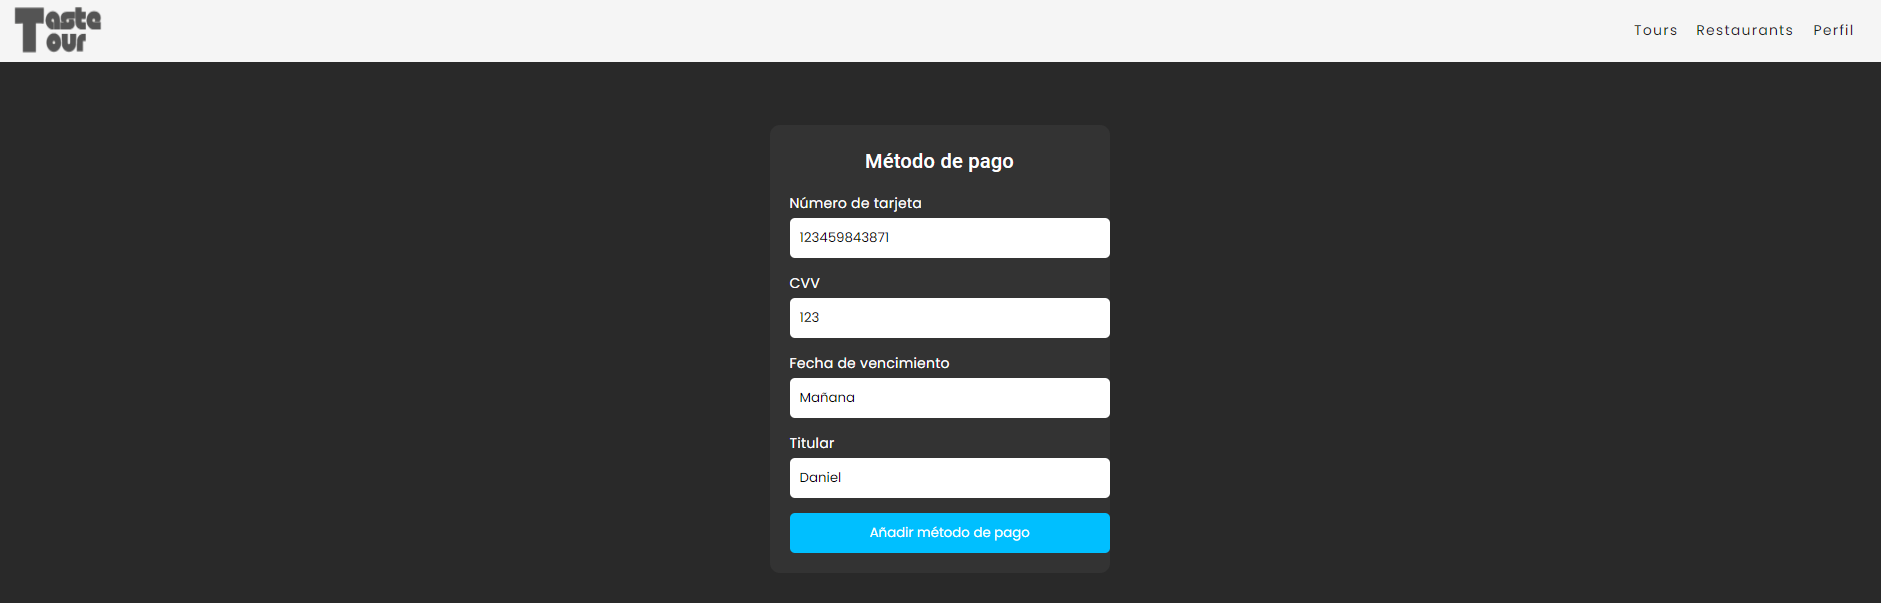 Taste
Tour
Tours Restaurants Perfil
Método de pago
Número de tarjeta
123459843871
CVV
123
Fecha de vencimiento
Mañana
Titular
Daniel
Añadir método de pago